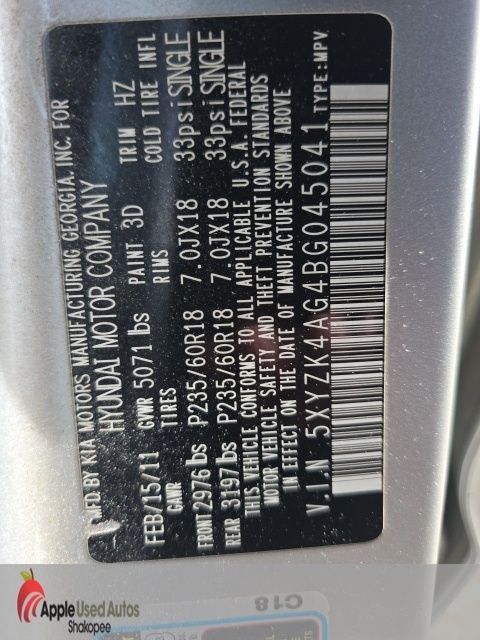 MFD. BY KIA MOTORS MANUFACTURING GEORGIA, INC. FOR
HYUNDAI MOTOR COMPANY
FEB/15/11 GVWR 5071 lbs PAINT 3D TRIM HZ
GAWR TIRES RIMS COLD TIRE INFL
FRONT 2976 lbs P235/60R18 7.0JX18 33psi SINGLE
REAR 3197 lbs P235/60R18 7.0JX18 33psi SINGLE
THIS VEHICLE CONFORMS TO ALL APPLICABLE U.S.A. FEDERAL
MOTOR VEHICLE SAFETY AND THEFT PREVENTION STANDARDS
IN EFFECT ON THE DATE OF MANUFACTURE SHOWN ABOVE
V.I.N 5XYZK4AG4BG045041 TYPE:MPV
C18
Apple Used Autos
Shakopee